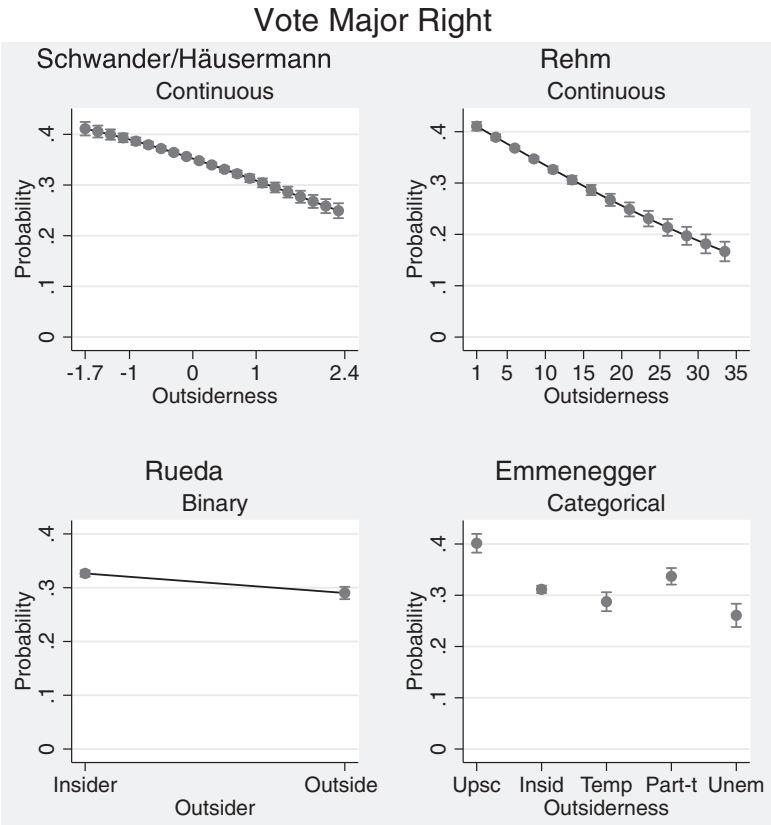 Vote Major Right
Schwander/Häusermann
Continuous
Probability
.4
.3
.2
.1
0
-1.7 -1 0 1 2.4
Outsiderness
Rehm
Continuous
Probability
.4
.3
.2
.1
0
1 5 10 15 20 25 30 35
Outsiderness
Rueda
Binary
Probability
.4
.3
.2
.1
0
Insider Outside
Outsider
Emmenegger
Categorical
Probability
.4
.3
.2
.1
0
Upsc Insid Temp Part-t Unem
Outsiderness